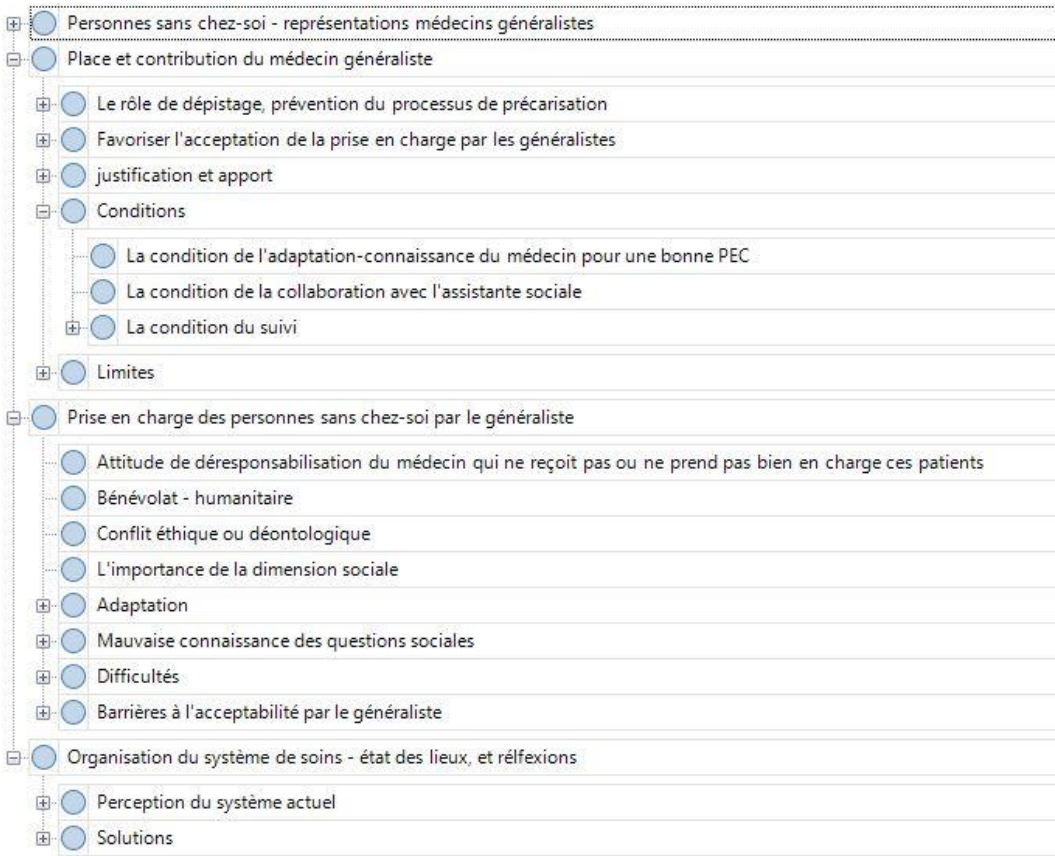 Personnes sans chez-soi - représentations médecins généralistes
Place et contribution du médecin généraliste
Le rôle de dépistage, prévention du processus de précarisation
Favoriser l'acceptation de la prise en charge par les généralistes
justification et apport
Conditions
La condition de l'adaptation-connaissance du médecin pour une bonne PEC
La condition de la collaboration avec l'assistante sociale
La condition du suivi
Limites
Prise en charge des personnes sans chez-soi par le généraliste
Attitude de déresponsabilisation du médecin qui ne reçoit pas ou ne prend pas bien en charge ces patients
Bénévolat - humanitaire
Conflit éthique ou déontologique
L'importance de la dimension sociale
Adaptation
Mauvaise connaissance des questions sociales
Difficultés
Barrières à l'acceptabilité par le généraliste
Organisation du système de soins - état des lieux, et rélfexions
Perception du système actuel
Solutions